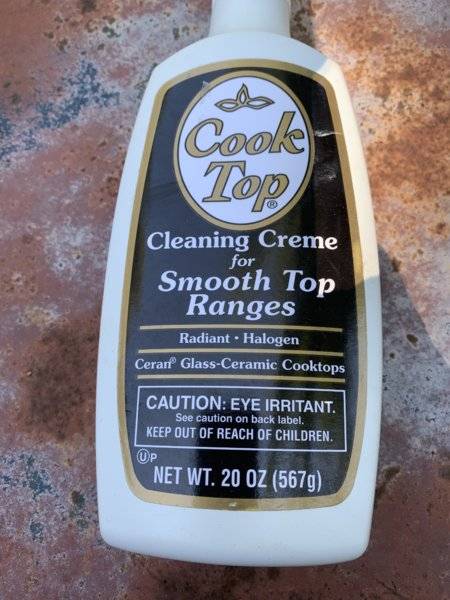 Cook
Top®
Cleaning Creme
for
Smooth Top
Ranges
Radiant • Halogen
Ceran® Glass-Ceramic Cooktops
CAUTION: EYE IRRITANT.
See caution on back label.
KEEP OUT OF REACH OF CHILDREN.
ⓊP
NET WT. 20 OZ (567g)